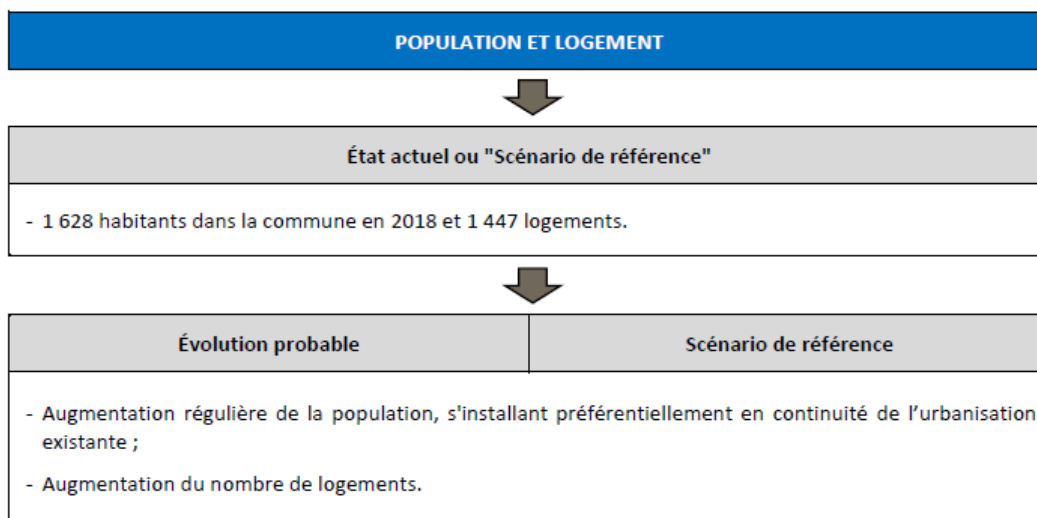 POPULATION ET LOGEMENT
État actuel ou "Scénario de référence"
- 1 628 habitants dans la commune en 2018 et 1 447 logements.
Évolution probable
Scénario de référence
- Augmentation régulière de la population, s'installant préférentiellement en continuité de l’urbanisation
existante ;
- Augmentation du nombre de logements.